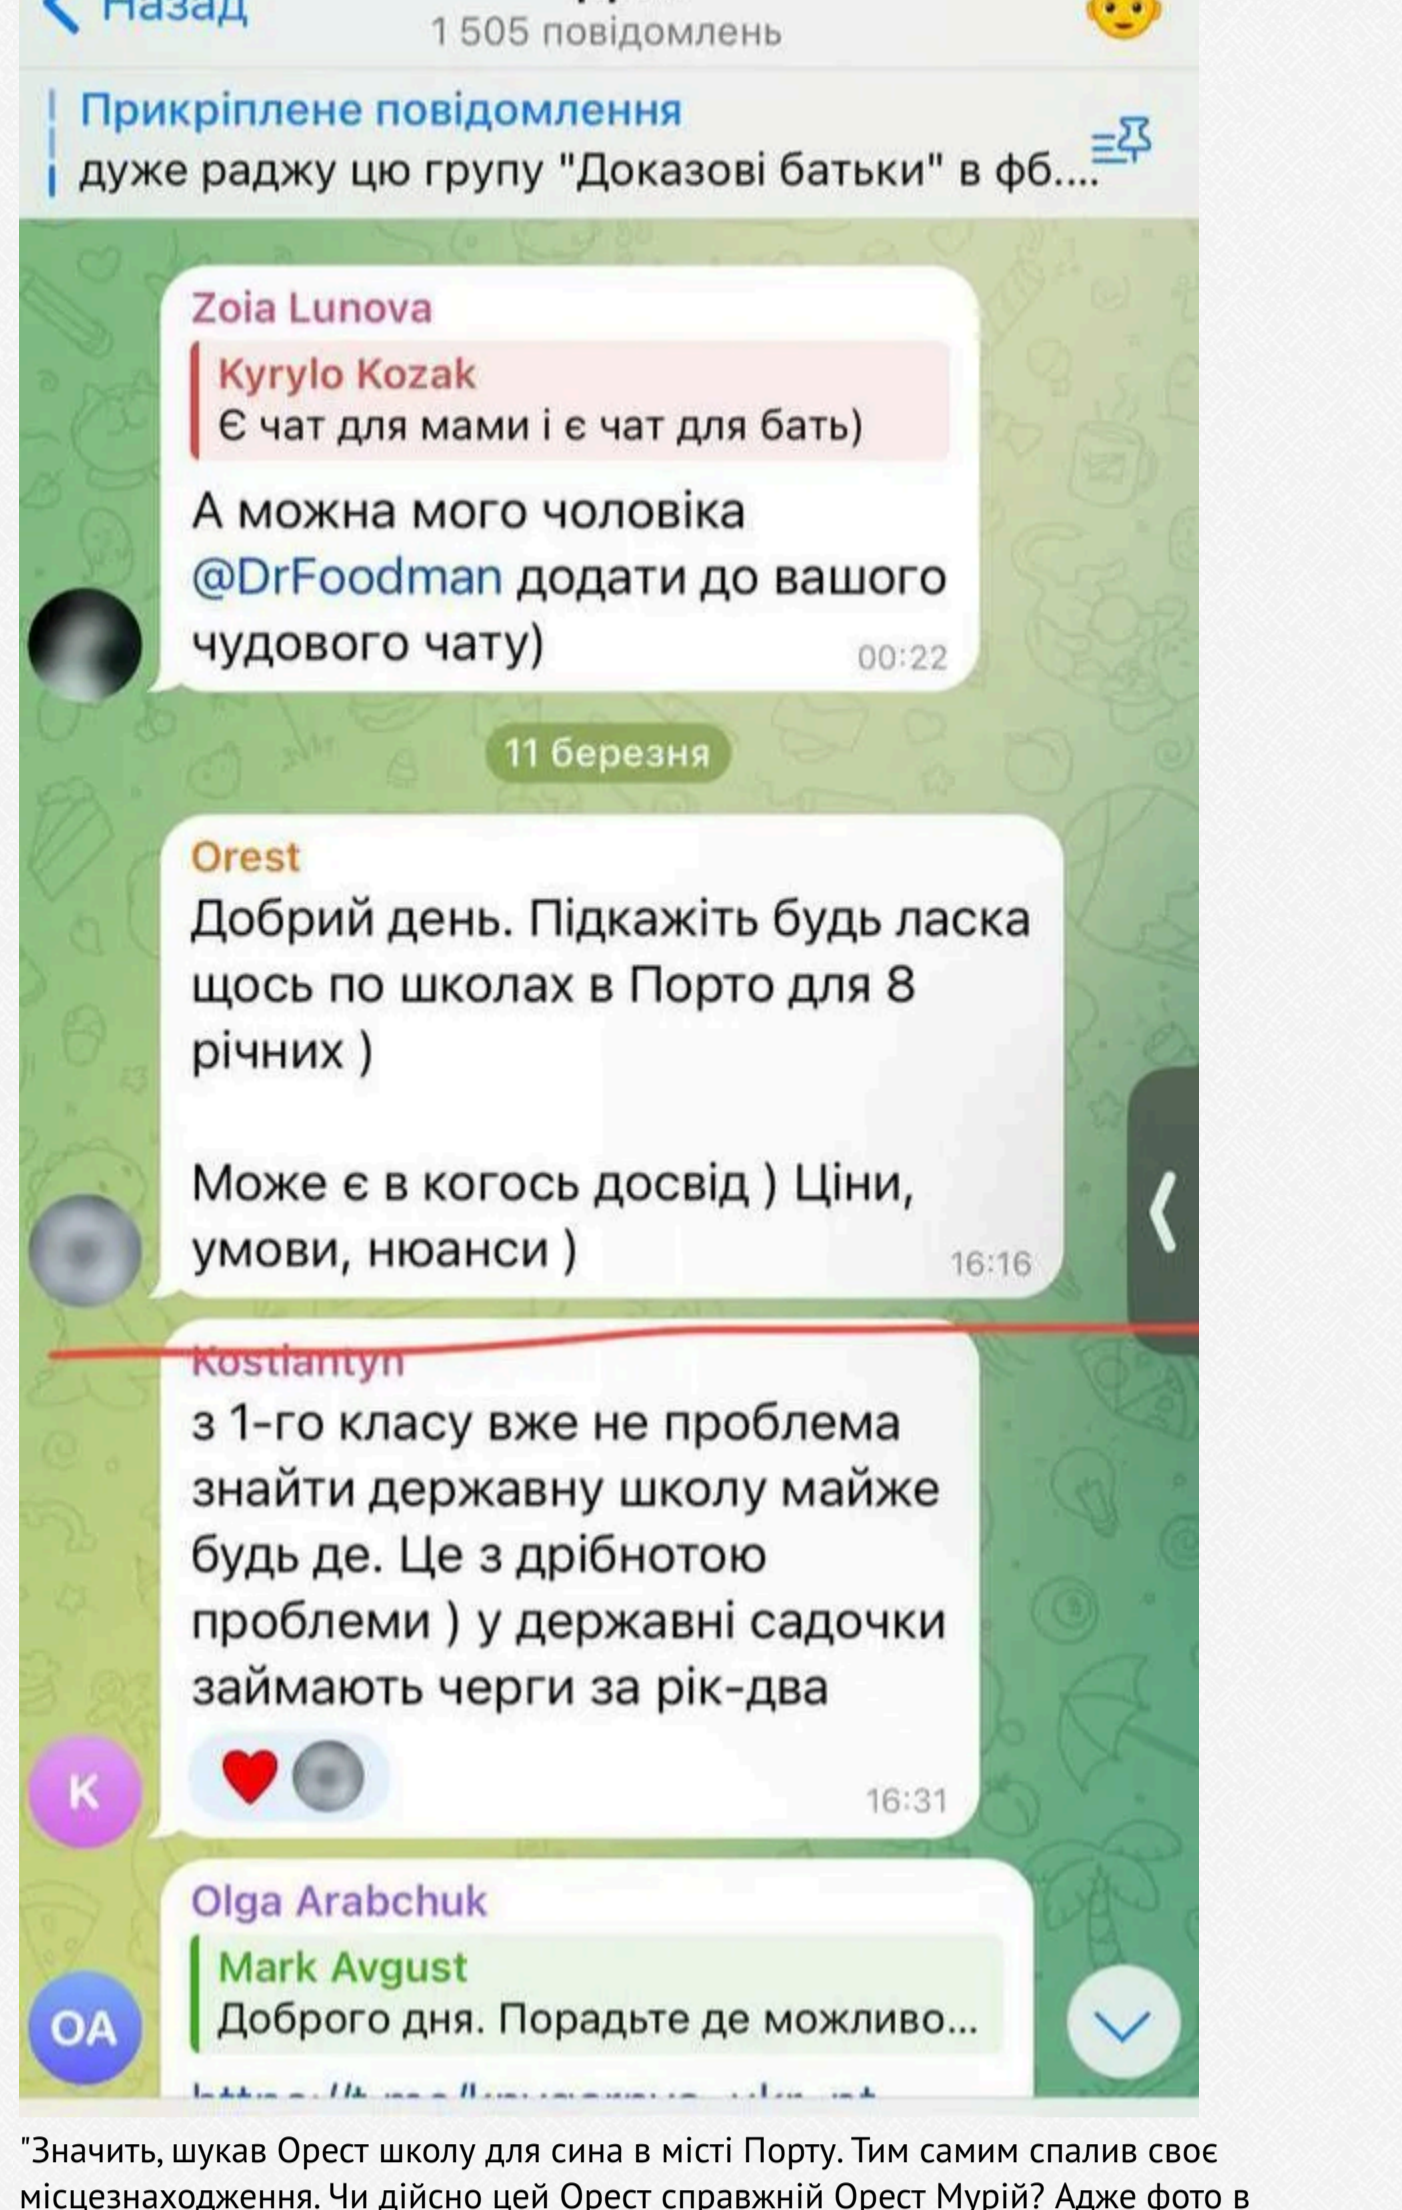 Назад
1 505 повідомлень
Прикріплене повідомлення
дуже раджу цю групу "Доказові батьки" в фб....
Zoia Lunova
Kyrylo Kozak
Є чат для мами і є чат для бать)
А можна мого чоловіка
@DrFoodman додати до вашого
чудового чату)
00:22
11 березня
Orest
Добрий день. Підкажіть будь ласка
щось по школах в Порто для 8
річних )
Може є в когось досвід ) Ціни,
умови, нюанси )
16:16
Kostiantyn
з 1-го класу вже не проблема
знайти державну школу майже
будь де. Це з дрібнотою
проблеми ) у державні садочки
займають черги за рік-два
K
16:31
Olga Arabchuk
Mark Avgust
Доброго дня. Порадьте де можливо...
OA
"Значить, шукав Орест школу для сина в місті Порту. Тим самим спалив своє
місцезнаходження. Чи дійсно цей Орест справжній Орест Мурій? Адже фото в